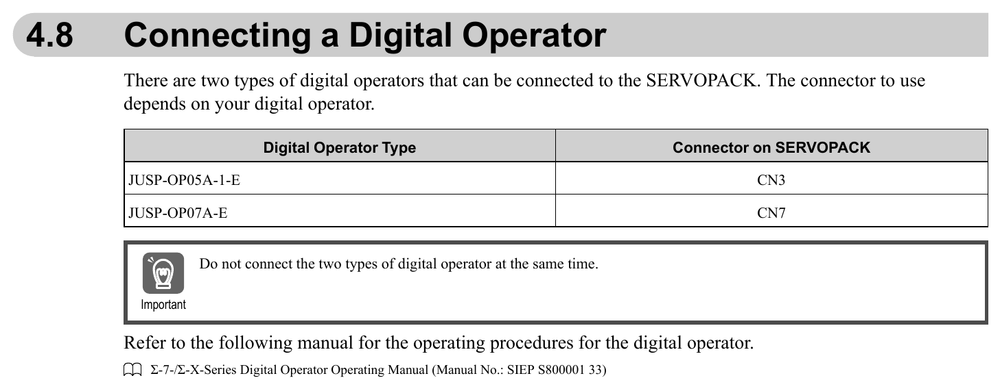 4.8 Connecting a Digital Operator
There are two types of digital operators that can be connected to the SERVOPACK. The connector to use
depends on your digital operator.
Digital Operator Type Connector on SERVOPACK
JUSP-OP05A-1-E CN3
JUSP-OP07A-E CN7
Do not connect the two types of digital operator at the same time.
Important
Refer to the following manual for the operating procedures for the digital operator.
Σ-7-/Σ-X-Series Digital Operator Operating Manual (Manual No.: SIEP S800001 33)